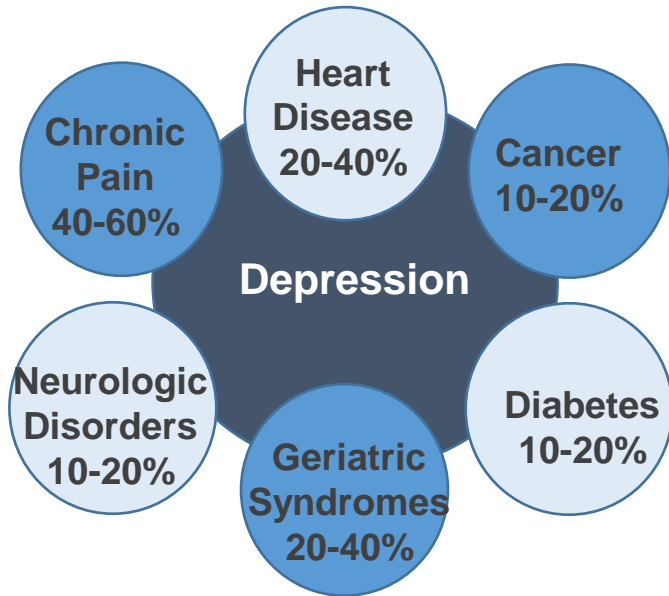 Heart
Disease
20-40%
Chronic
Pain
40-60%
Cancer
10-20%
Depression
Neurologic
Disorders
10-20%
Diabetes
10-20%
Geriatric
Syndromes
20-40%